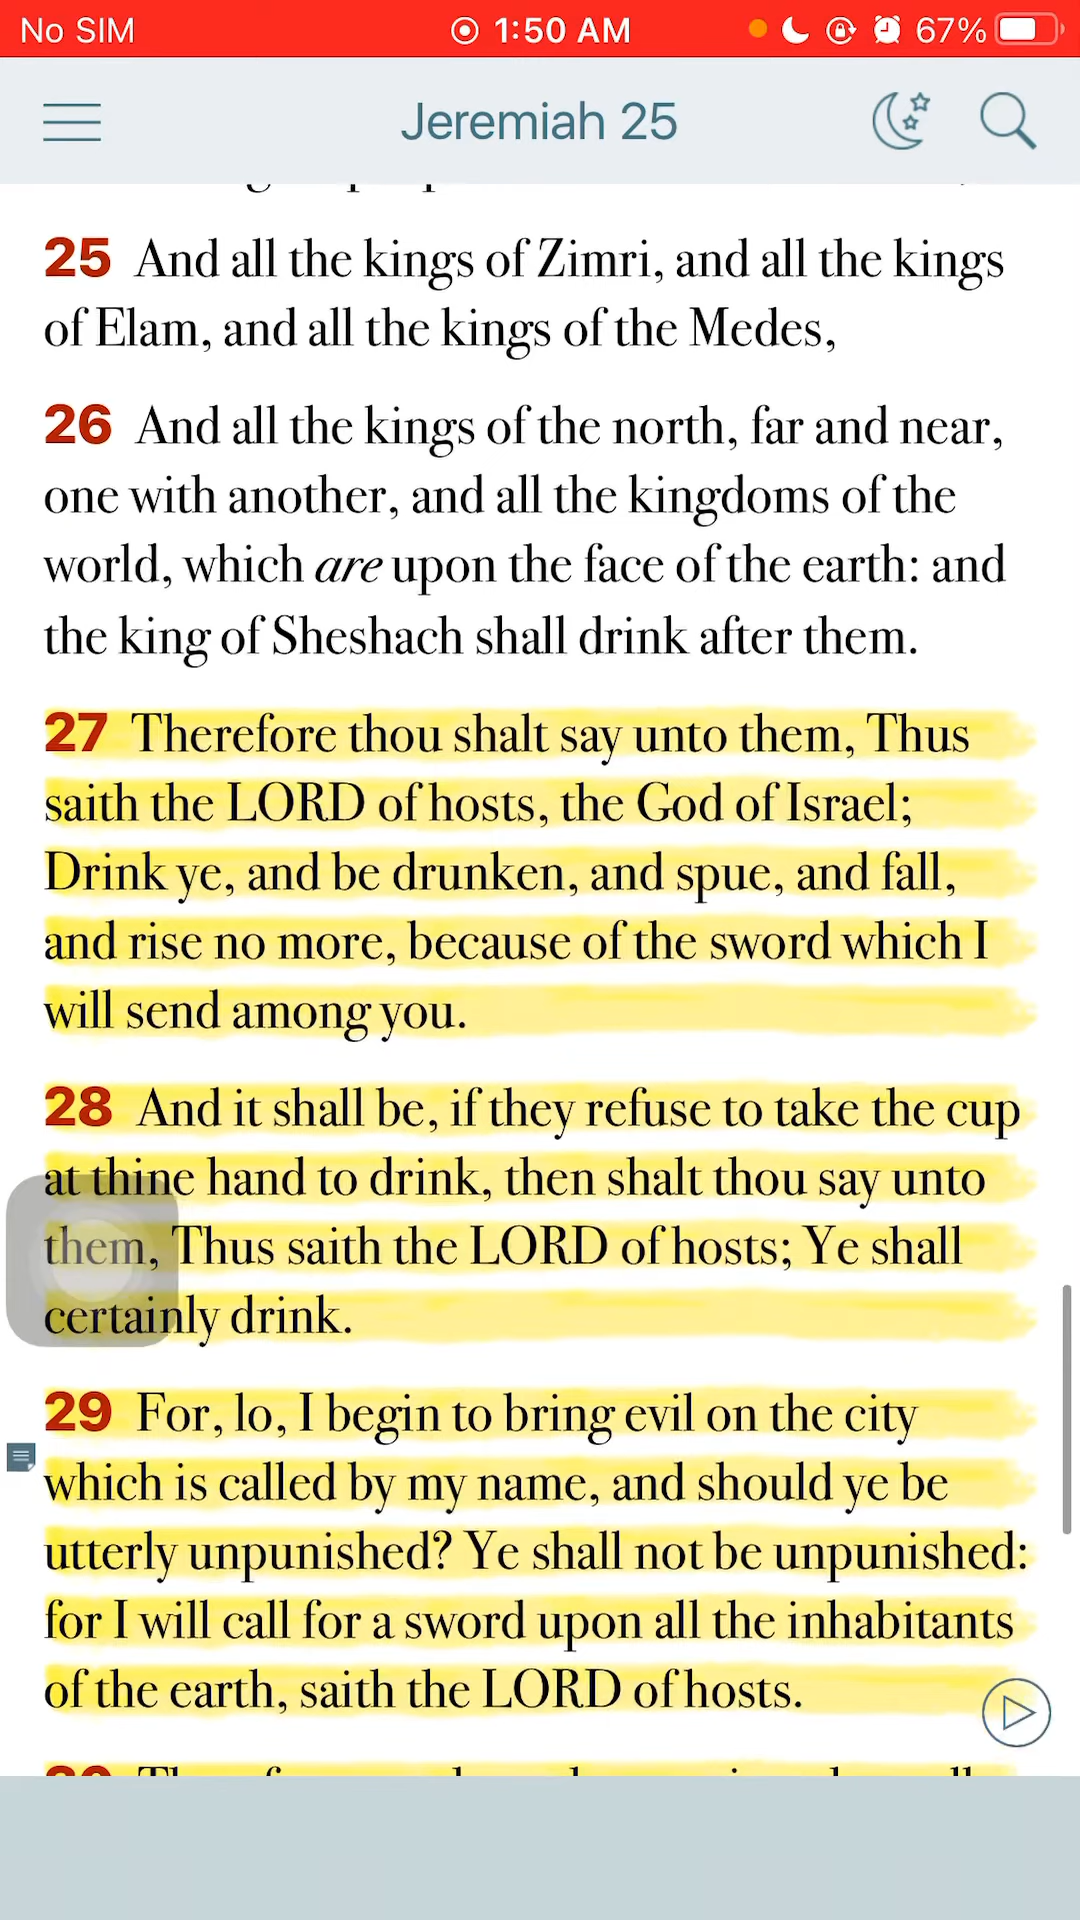 No SIM 1:50 AM 67%
Jeremiah 25
25 And all the kings of Zimri, and all the kings
of Elam, and all the kings of the Medes,
26 And all the kings of the north, far and near,
one with another, and all the kingdoms of the
world, which are upon the face of the earth: and
the king of Sheshach shall drink after them.
27 Therefore thou shalt say unto them, Thus
saith the LORD of hosts, the God of Israel;
Drink ye, and be drunken, and spue, and fall,
and rise no more, because of the sword which I
will send among you.
28 And it shall be, if they refuse to take the cup
at thine hand to drink, then shalt thou say unto
them, Thus saith the LORD of hosts; Ye shall
certainly drink.
29 For, lo, I begin to bring evil on the city
which is called by my name, and should ye be
utterly unpunished? Ye shall not be unpunished:
for I will call for a sword upon all the inhabitants
of the earth, saith the LORD of hosts.